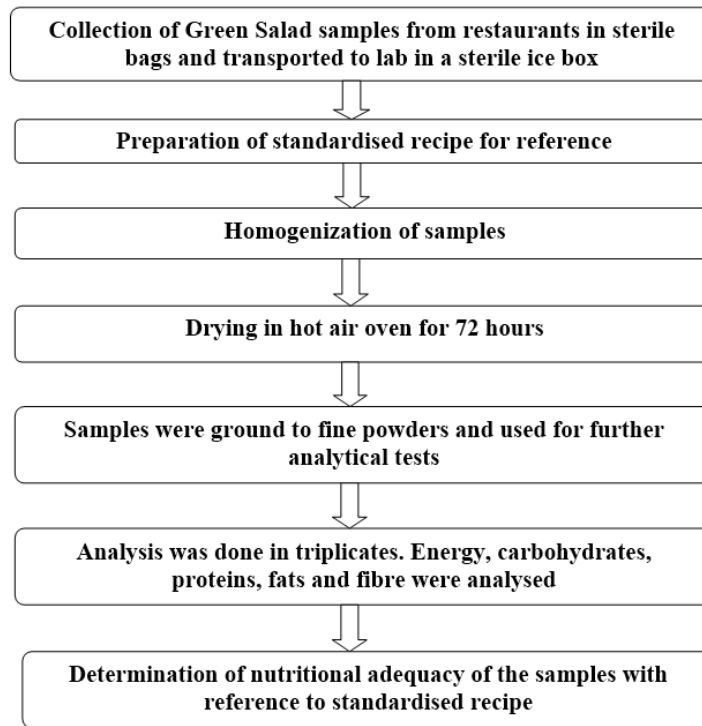 Collection of Green Salad samples from restaurants in sterile
bags and transported to lab in a sterile ice box
Preparation of standardised recipe for reference
Homogenization of samples
Drying in hot air oven for 72 hours
Samples were ground to fine powders and used for further
analytical tests
Analysis was done in triplicates. Energy, carbohydrates,
proteins, fats and fibre were analysed
Determination of nutritional adequacy of the samples with
reference to standardised recipe